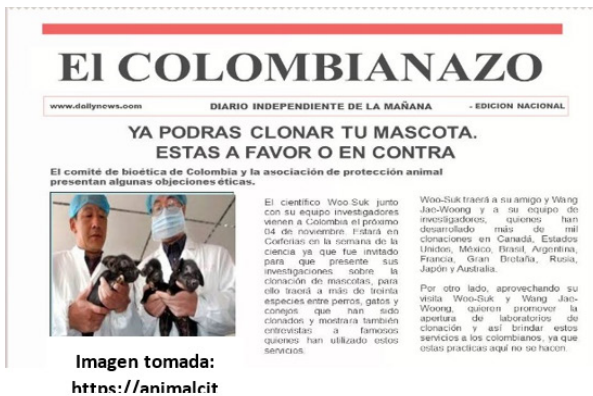 El COLOMBIANAZO
www.dailynews.com DIARIO INDEPENDIENTE DE LA MAÑANA - EDICION NACIONAL
YA PODRAS CLONAR TU MASCOTA.
ESTAS A FAVOR O EN CONTRA
El comité de bioética de Colombia y la asociación de protección animal
presentan algunas objeciones éticas.
El científico Woo Suk junto
con su equipo investigadores
vienen a Colombia el próximo
04 de noviembre. Estará en
Corferias en la semana de la
ciencia ya que fue invitado
para que presente sus
investigaciones sobre la
clonación de mascotas, para
ello traerá a más de treinta
especies entre perros, gatos y
conejos que han sido
clonados y mostrara también
entrevistas a famosos
quienes han utilizado estos
servicios.
Woo-Suk traerá a su amigo y Wang
Jae-Woong y a su equipo de
investigadores, quienes han
desarrollado más de mil
clonaciones en Canadá, Estados
Unidos, México, Brasil, Argentina,
Francia, Gran Bretaña, Rusia,
Japón y Australia.
Por otro lado, aprovechando su
visita Woo-Suk y Wang Jae-
Woong, quieren promover la
apertura de laboratorios de
clonación y así brindar estos
servicios a los colombianos, ya que
estas practicas aquí no se hacen.
Imagen tomada:
https://animalcit